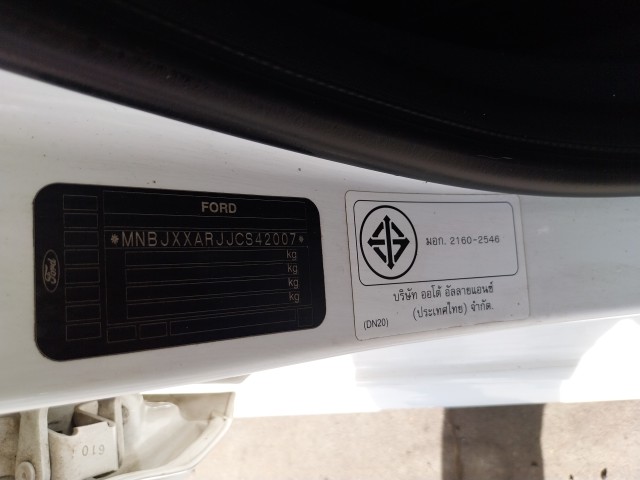 FORD
*MNBJXXARJJCS42007*
kg
kg
kg
kg
Ford
มอก. 2160-2546
บริษัท ออโต้ อัลลายแอนซ์
(ประเทศไทย) จำกัด.
(DN20)
610